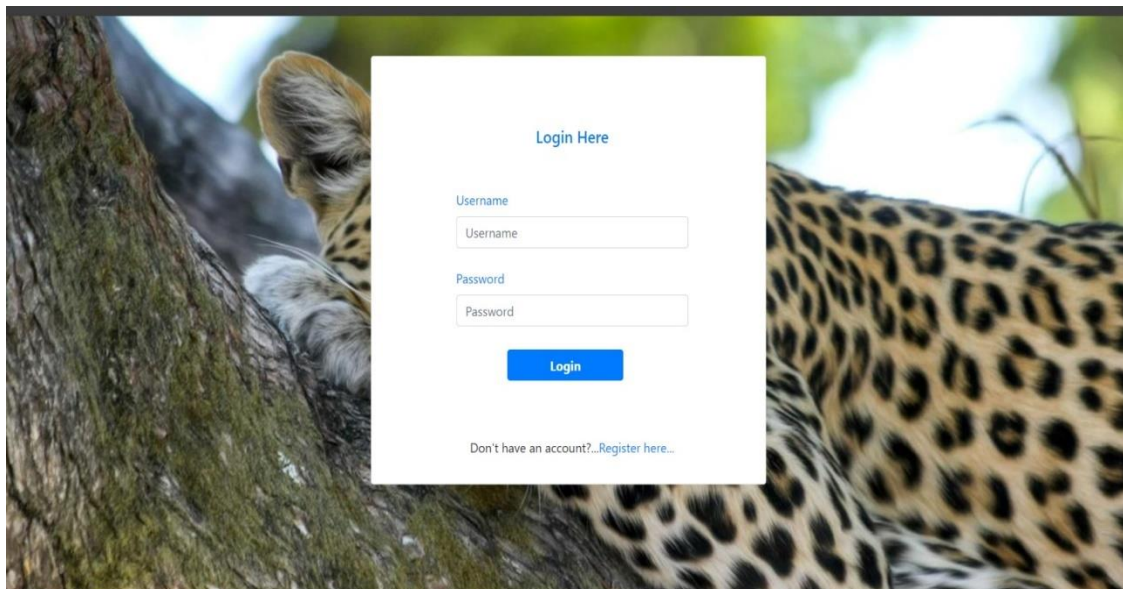 Login Here
Username
Username
Password
Password
Login
Don't have an account?...Register here...